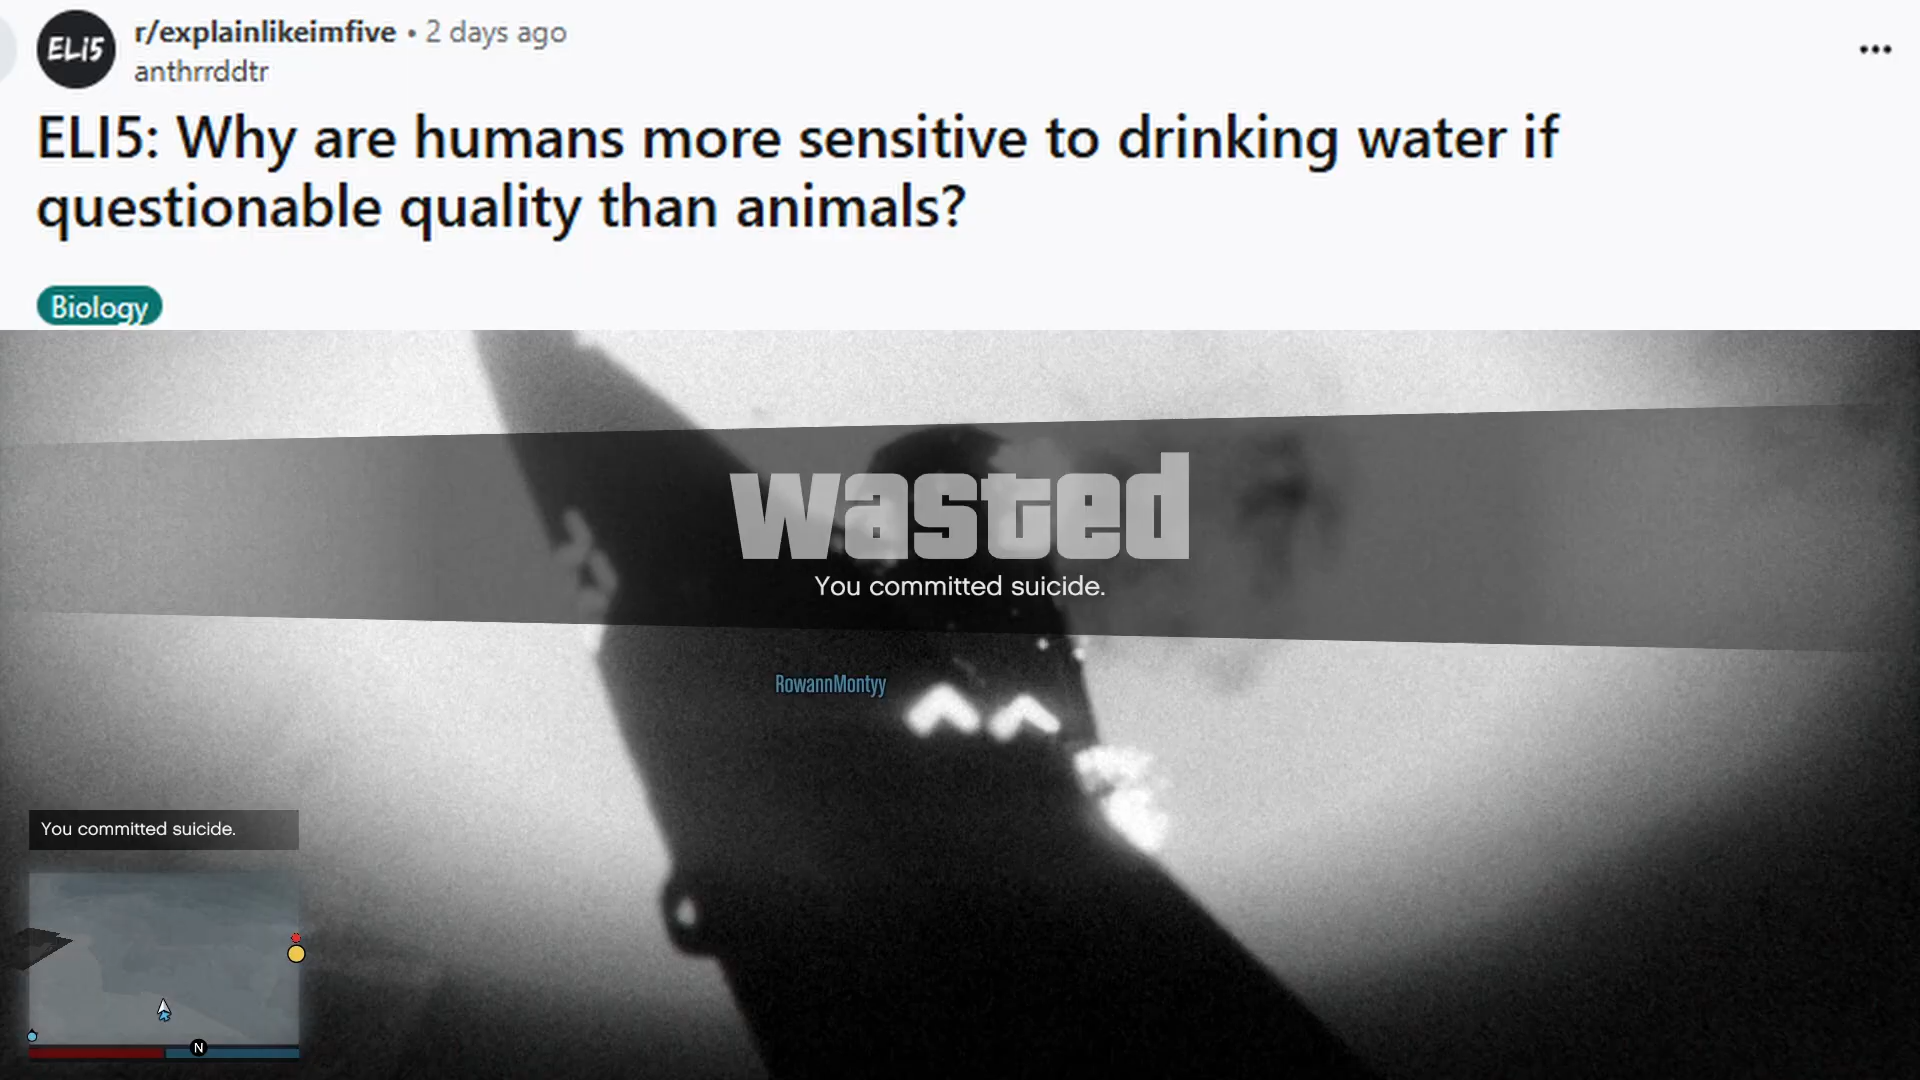 ELI5
r/explainlikeimfive • 2 days ago
anthrrddtr
ELI5: Why are humans more sensitive to drinking water if
questionable quality than animals?
Biology
wasted
You committed suicide.
RowannMontyy
You committed suicide.
N